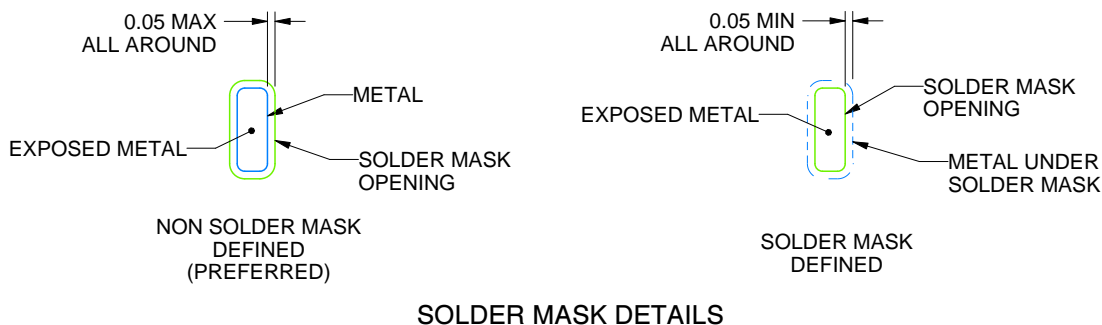 0.05 MAX
ALL AROUND
METAL
EXPOSED METAL
SOLDER MASK
OPENING
NON SOLDER MASK
DEFINED
(PREFERRED)
0.05 MIN
ALL AROUND
SOLDER MASK
OPENING
EXPOSED METAL
METAL UNDER
SOLDER MASK
SOLDER MASK
DEFINED
SOLDER MASK DETAILS